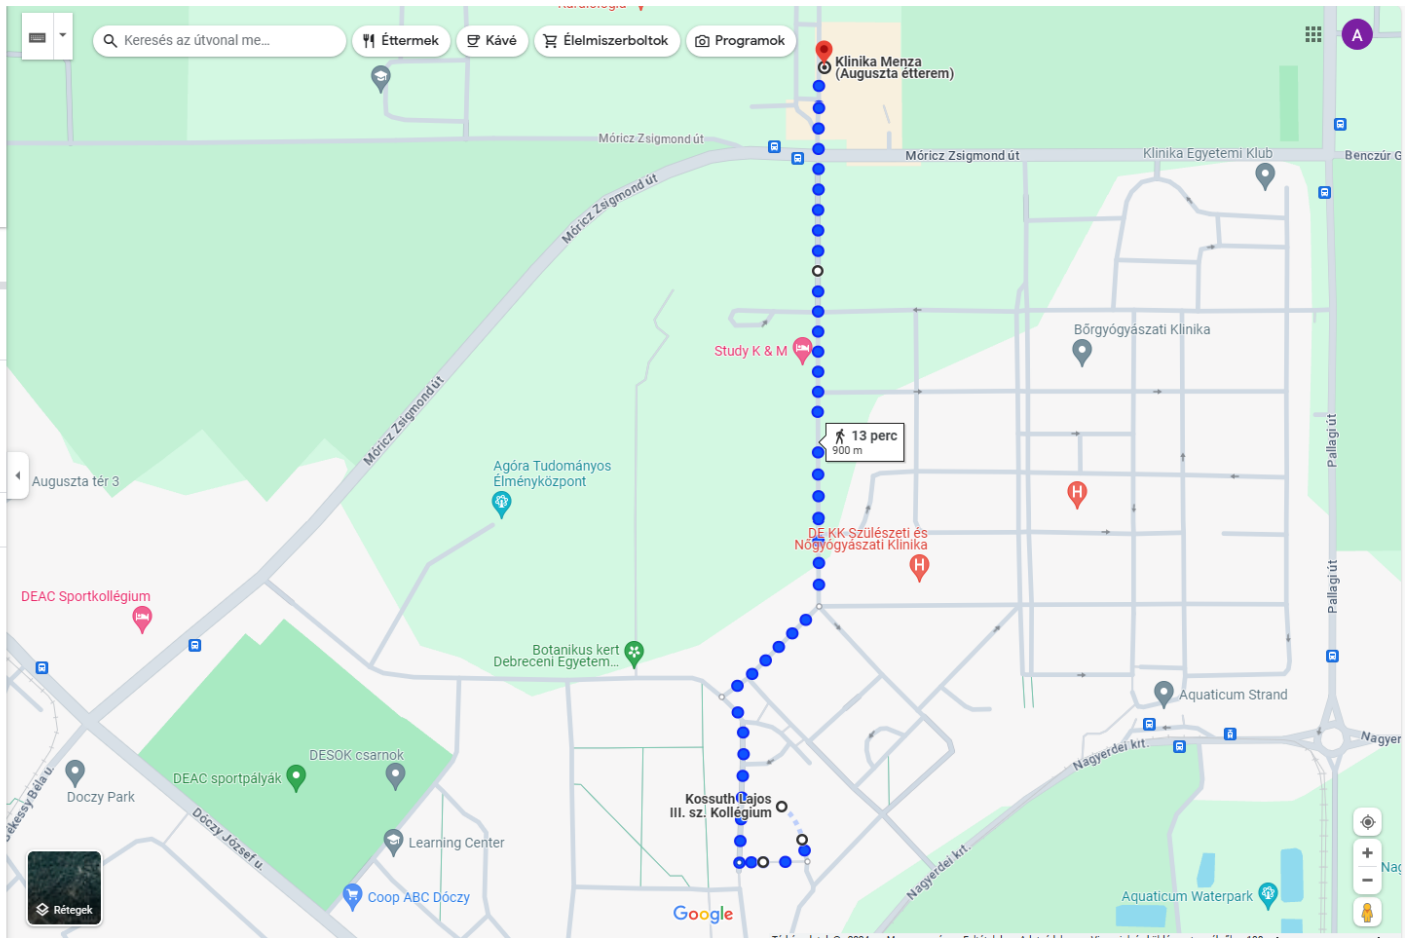 Keresés az útvonal me...
Éttermek
Kávé
Élelmiszerboltok
Programok
A
Klinika Menza
(Auguszta étterem)
Móricz Zsigmond út
Móricz Zsigmond út
Klinika Egyetemi Klub
Benczúr G
Móricz Zsigmond út
Bőrgyógyászati Klinika
Study K & M
Móricz Zsigmond út
13 perc
900 m
Pallagi út
Agóra Tudományos
Élményközpont
Auguszta tér 3
H
DE KK Szülészeti és
Nőgyógyászati Klinika
H
Pallagi út
DEAC Sportkollégium
Botanikus kert
Debreceni Egyetem...
Aquaticum Strand
Nagyerdei krt.
Nagyer
DESOK csarnok
DEAC sportpályák
Doczy Park
Békessy Béla u.
Kossuth Lajos
III. sz. Kollégium
Dóczy József u.
Learning Center
Nagyerdei krt.
Nag
Coop ABC Dóczy
Aquaticum Waterpark
Rétegek
Google